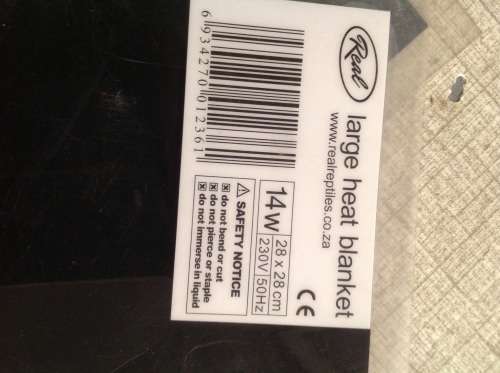 Real
large heat blanket
www.realreptiles.co.za
14w
28 x 28 cm
230V 50Hz
CE
⚠ SAFETY NOTICE
☒ do not bend or cut
☒ do not pierce or staple
☒ do not immerse in liquid
6 934270 012361